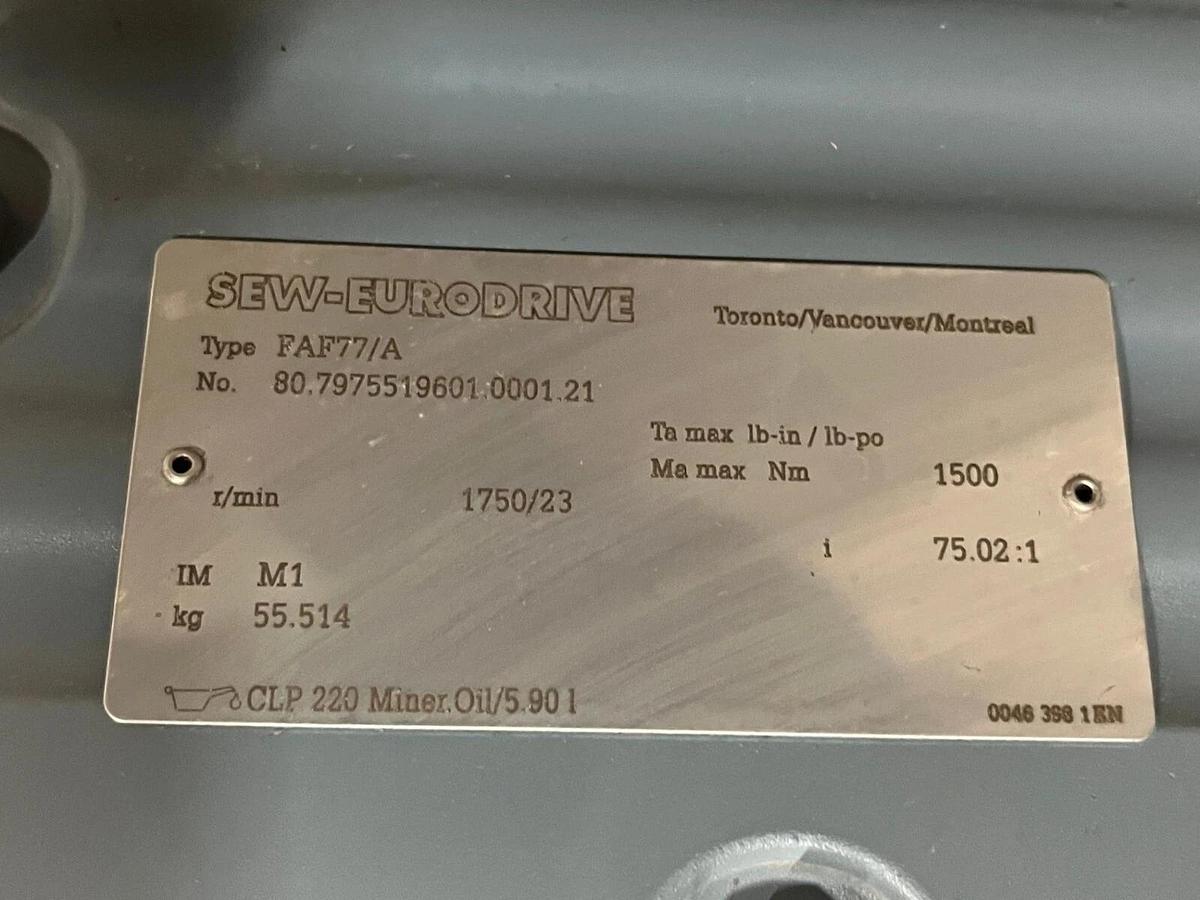 SEW-EURODRIVE
Toronto/Vancouver/Montreal
Type FAF77/A
No. 80.7975519601.0001.21
Ta max lb-in / lb-po
Ma max Nm 1500
r/min 1750/23
i 75.02:1
IM M1
kg 55.514
CLP 220 Miner.Oil/5.90 l
0046 398 1 EN